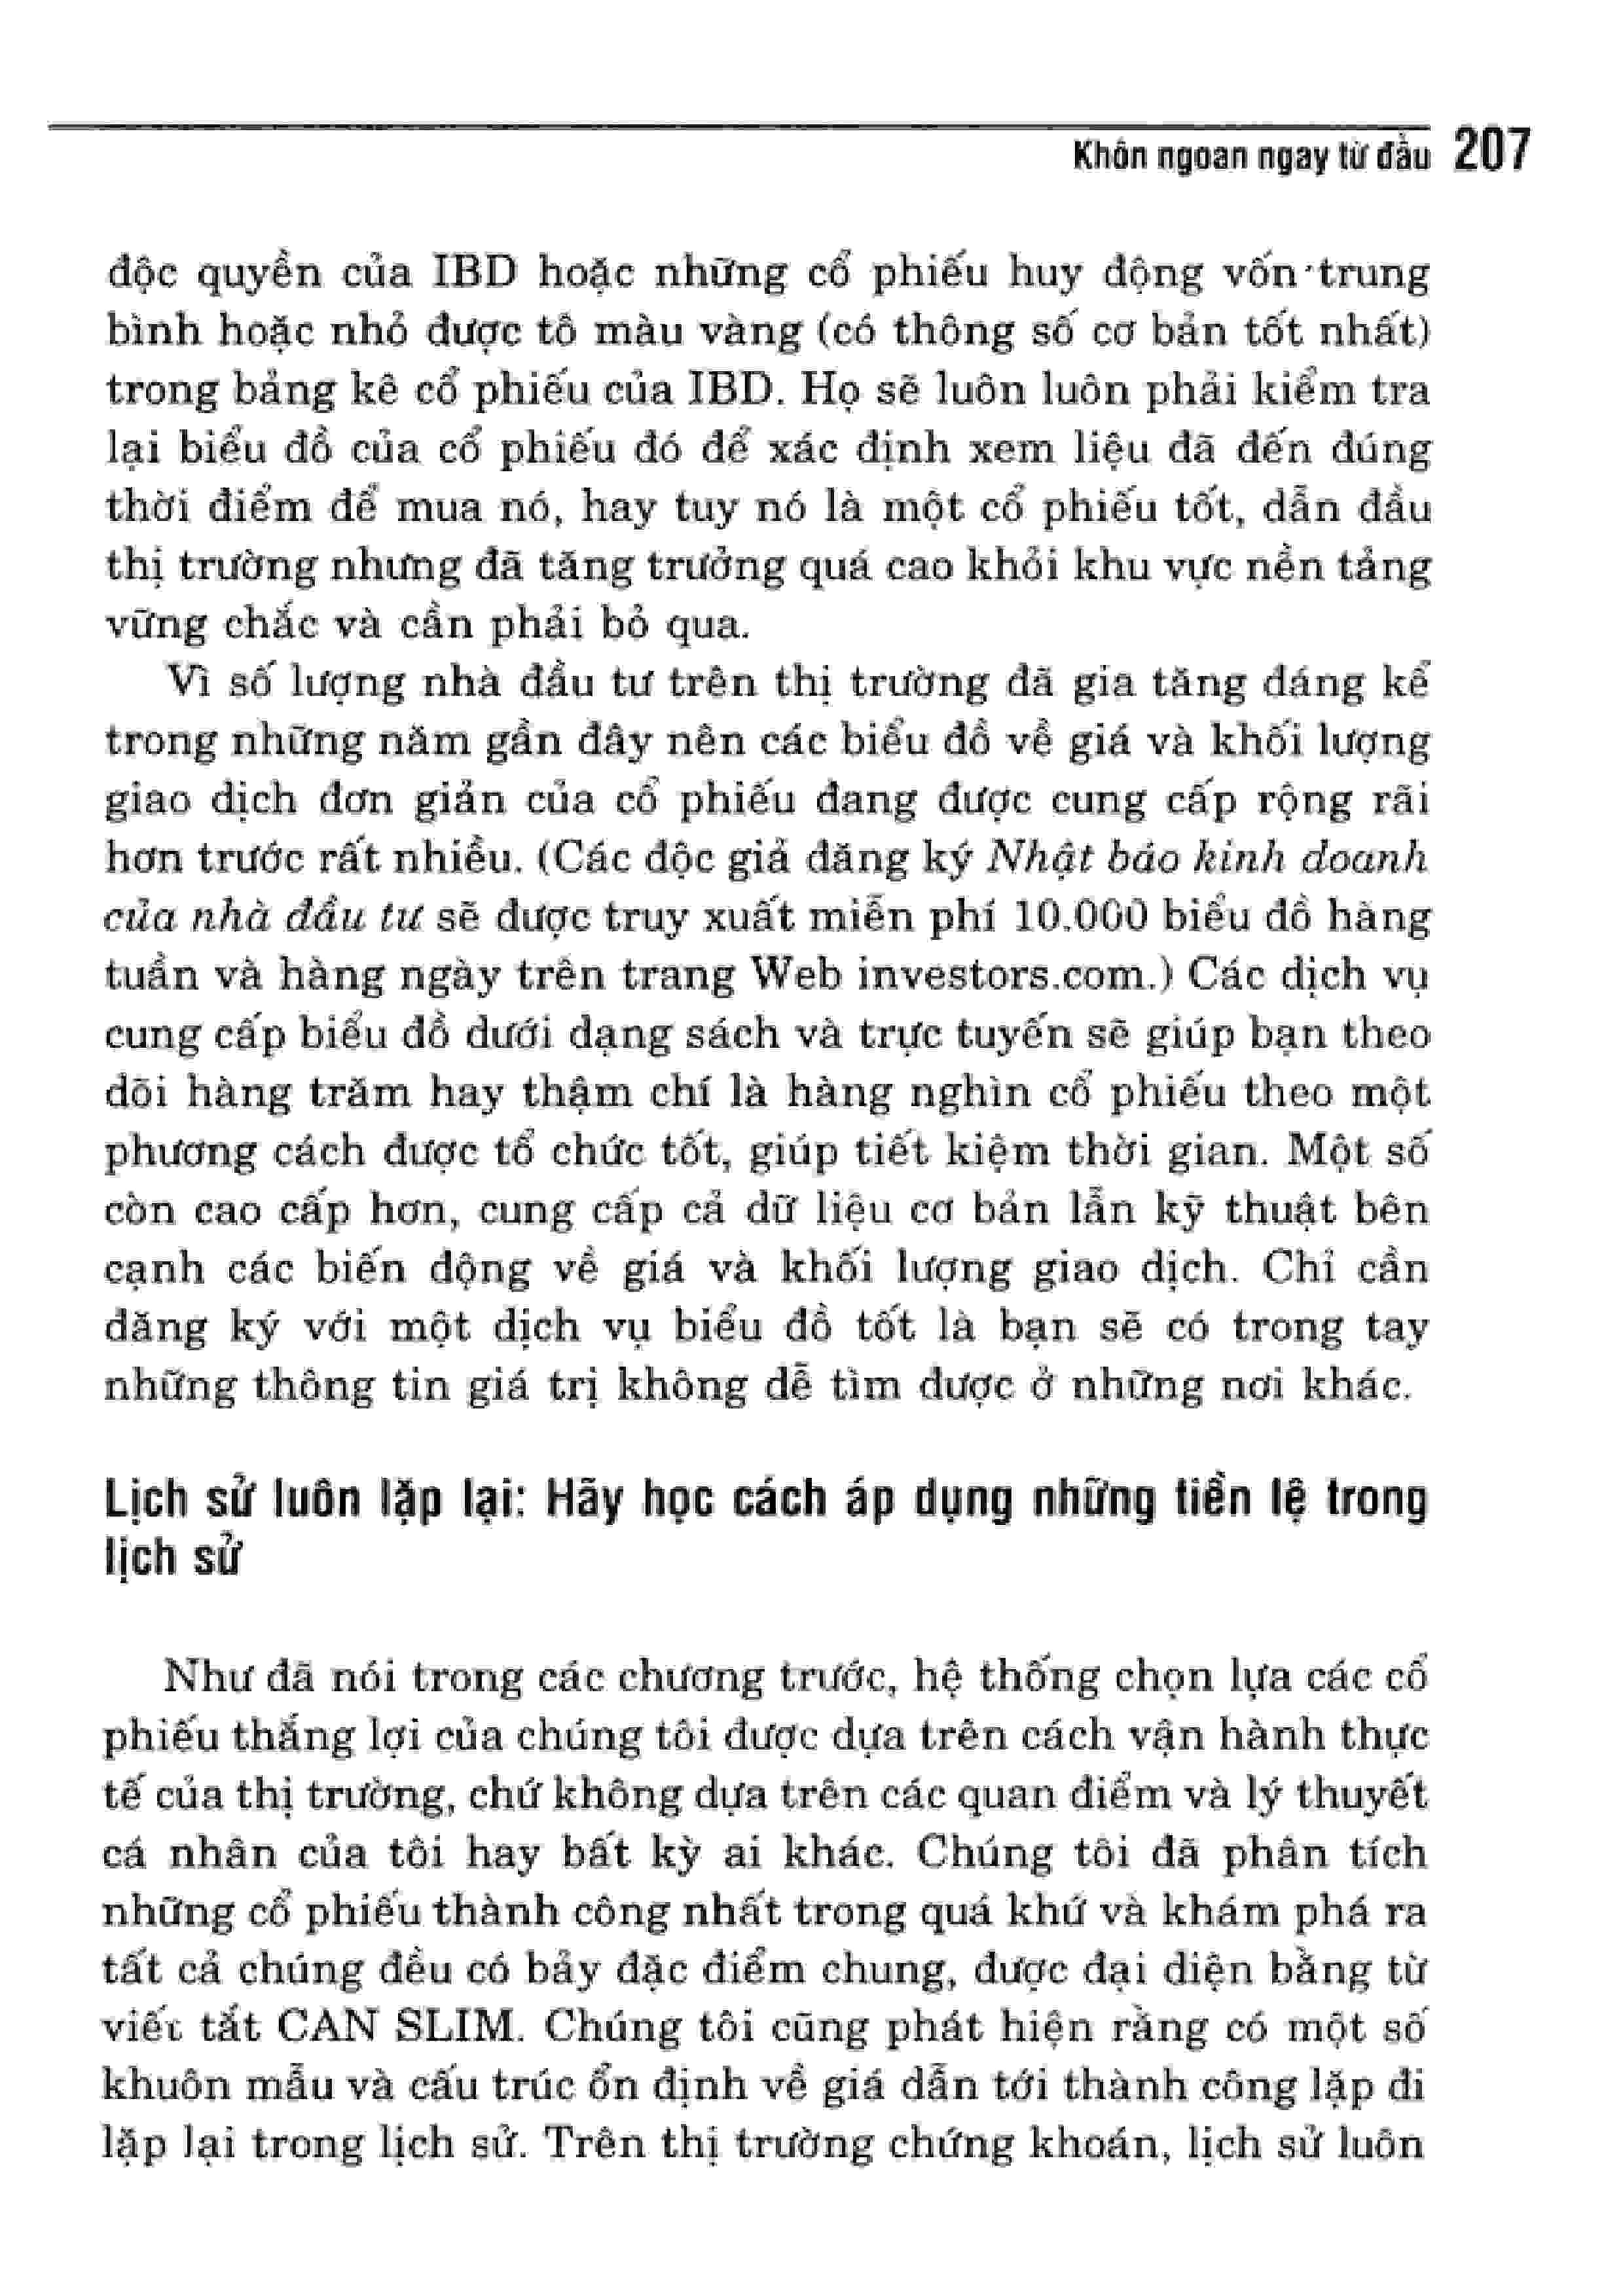 Khôn ngoan ngay từ đầu 207
độc quyền của IBD hoặc những cổ phiếu huy động vốn trung
bình hoặc nhỏ được tô màu vàng (có thông số cơ bản tốt nhất)
trong bảng kê cổ phiếu của IBD. Họ sẽ luôn luôn phải kiểm tra
lại biểu đồ của cổ phiếu đó để xác định xem liệu đã đến đúng
thời điểm để mua nó, hay tuy nó là một cổ phiếu tốt, dẫn đầu
thị trường nhưng đã tăng trưởng quá cao khỏi khu vực nền tảng
vững chắc và cần phải bỏ qua.
Vì số lượng nhà đầu tư trên thị trường đã gia tăng đáng kể
trong những năm gần đây nên các biểu đồ về giá và khối lượng
giao dịch đơn giản của cổ phiếu đang được cung cấp rộng rãi
hơn trước rất nhiều. (Các độc giả đăng ký Nhật báo kinh doanh
của nhà đầu tư sẽ được truy xuất miễn phí 10.000 biểu đồ hàng
tuần và hàng ngày trên trang Web investors.com.) Các dịch vụ
cung cấp biểu đồ dưới dạng sách và trực tuyến sẽ giúp bạn theo
dõi hàng trăm hay thậm chí là hàng nghìn cổ phiếu theo một
phương cách được tổ chức tốt, giúp tiết kiệm thời gian. Một số
còn cao cấp hơn, cung cấp cả dữ liệu cơ bản lẫn kỹ thuật bên
cạnh các biến động về giá và khối lượng giao dịch. Chỉ cần
đăng ký với một dịch vụ biểu đồ tốt là bạn sẽ có trong tay
những thông tin giá trị không dễ tìm được ở những nơi khác.
Lịch sử luôn lặp lại: Hãy học cách áp dụng những tiền lệ trong
lịch sử
Như đã nói trong các chương trước, hệ thống chọn lựa các cổ
phiếu thắng lợi của chúng tôi được dựa trên cách vận hành thực
tế của thị trường, chứ không dựa trên các quan điểm và lý thuyết
cá nhân của tôi hay bất kỳ ai khác. Chúng tôi đã phân tích
những cổ phiếu thành công nhất trong quá khứ và khám phá ra
tất cả chúng đều có bảy đặc điểm chung, được đại diện bằng từ
viết tắt CAN SLIM. Chúng tôi cũng phát hiện rằng có một số
khuôn mẫu và cấu trúc ổn định về giá dẫn tới thành công lặp đi
lặp lại trong lịch sử. Trên thị trường chứng khoán, lịch sử luôn